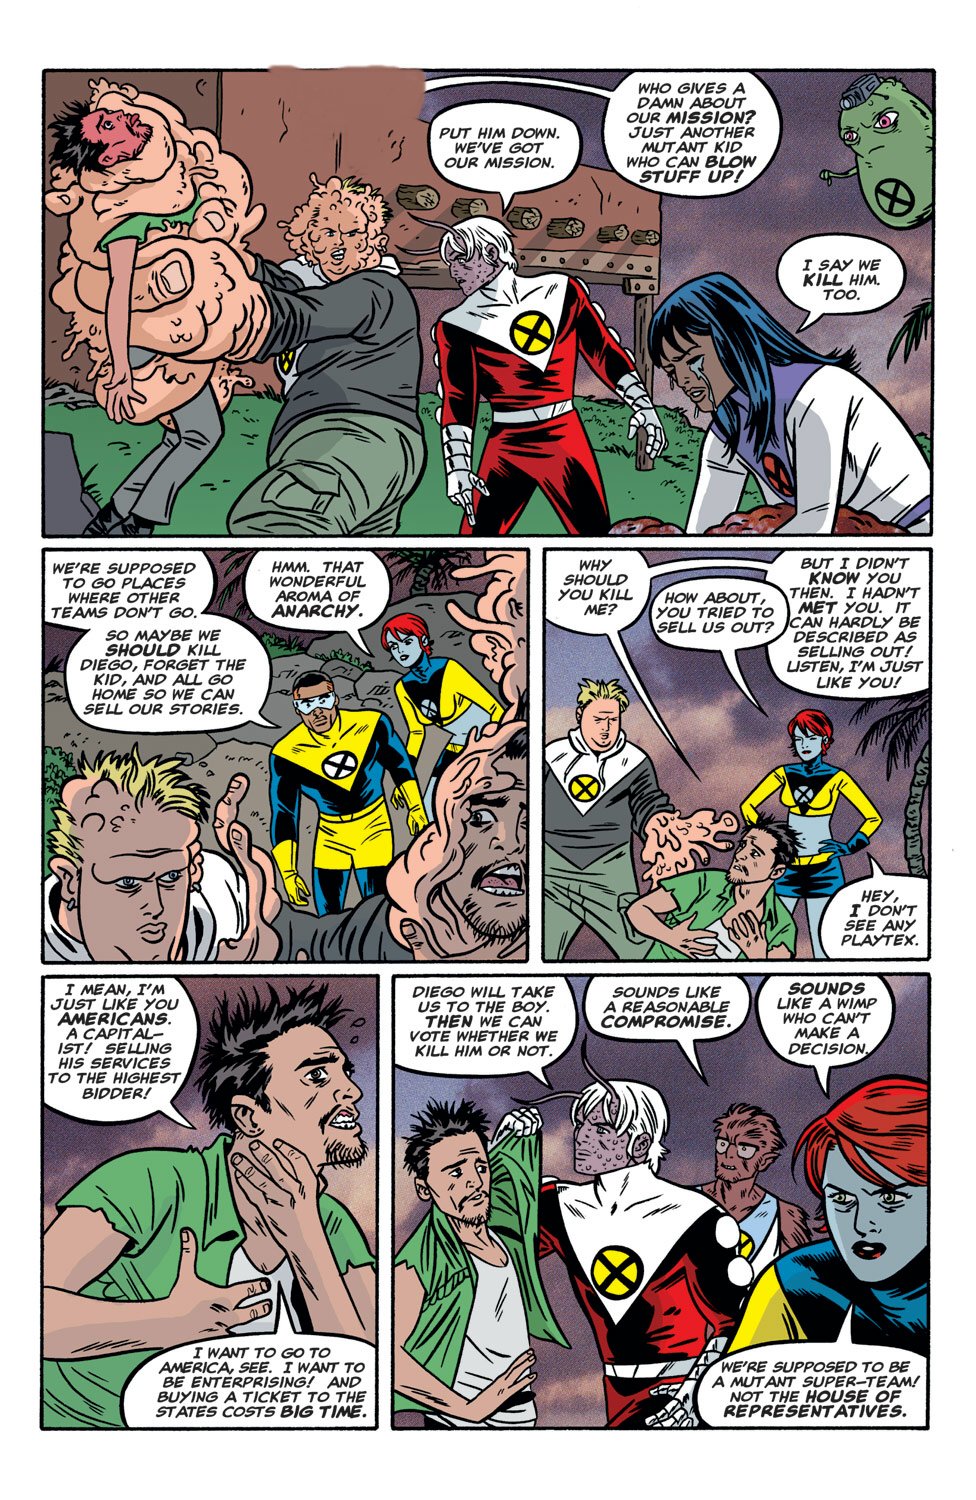 PUT HIM DOWN.
WE'VE GOT
OUR MISSION.
WHO GIVES A
DAMN ABOUT
OUR MISSION?
JUST ANOTHER
MUTANT KID
WHO CAN BLOW
STUFF UP!
I SAY WE
KILL HIM.
TOO.
WE'RE SUPPOSED
TO GO PLACES
WHERE OTHER
TEAMS DON'T GO.
SO MAYBE WE
SHOULD KILL
DIEGO, FORGET THE
KID, AND ALL GO
HOME SO WE CAN
SELL OUR STORIES.
HMM. THAT
WONDERFUL
AROMA OF
ANARCHY.
WHY
SHOULD
YOU KILL
ME?
HOW ABOUT,
YOU TRIED TO
SELL US OUT?
BUT I DIDN'T
KNOW YOU
THEN. I HADN'T
MET YOU. IT
CAN HARDLY BE
DESCRIBED AS
SELLING OUT!
LISTEN, I'M JUST
LIKE YOU!
HEY,
I DON'T
SEE ANY
PLAYTEX.
I MEAN, I'M
JUST LIKE YOU
AMERICANS.
A CAPITAL-
IST! SELLING
HIS SERVICES
TO THE HIGHEST
BIDDER!
I WANT TO GO TO
AMERICA, SEE. I WANT TO
BE ENTERPRISING! AND
BUYING A TICKET TO THE
STATES COSTS BIG TIME.
DIEGO WILL TAKE
US TO THE BOY.
THEN WE CAN
VOTE WHETHER WE
KILL HIM OR NOT.
SOUNDS LIKE
A REASONABLE
COMPROMISE.
SOUNDS
LIKE A WIMP
WHO CAN'T
MAKE A
DECISION.
WE'RE SUPPOSED TO BE
A MUTANT SUPER-TEAM!
NOT THE HOUSE OF
REPRESENTATIVES.